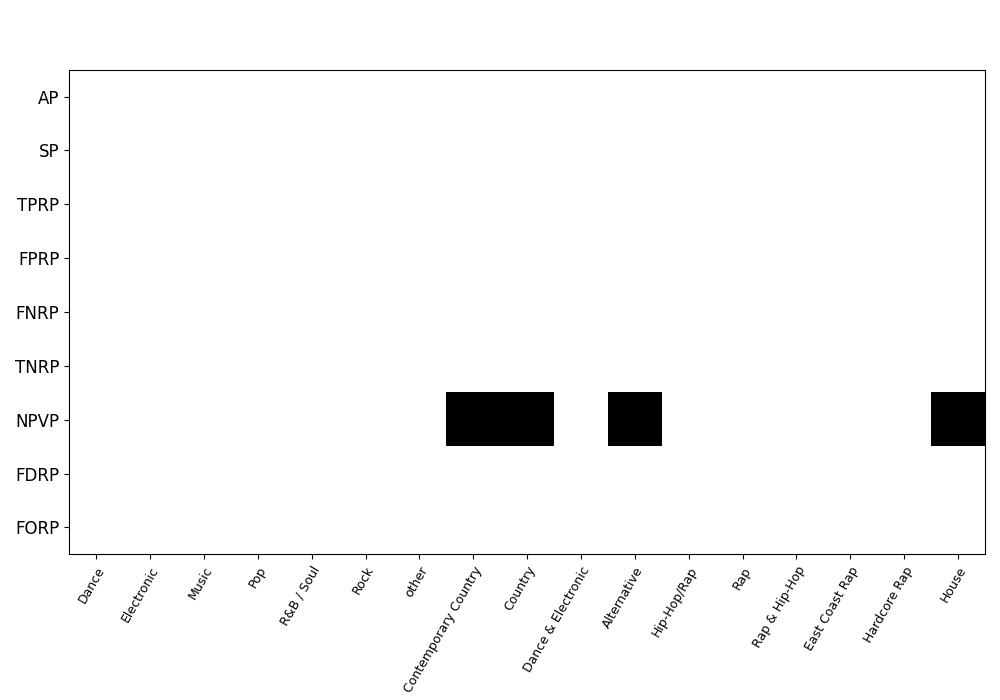 AP
SP
TPRP
FPRP
FNRP
TNRP
NPVP
FDRP
FORP
Dance
Electronic
Music
Pop
R&B / Soul
Rock
other
Contemporary Country
Country
Dance & Electronic
Alternative
Hip-Hop/Rap
Rap
Rap & Hip-Hop
East Coast Rap
Hardcore Rap
House